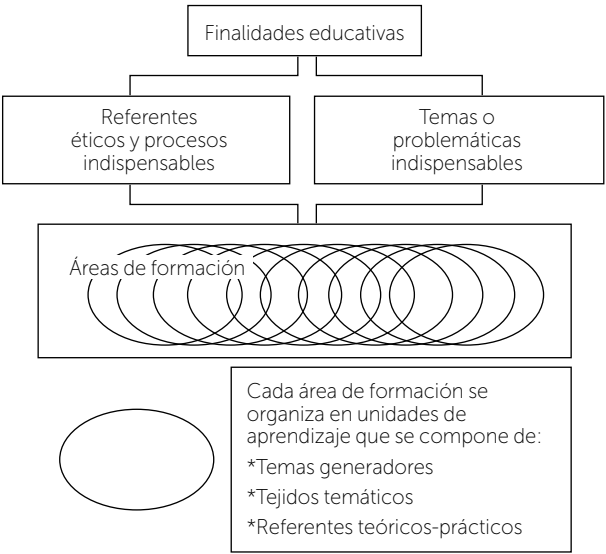 Finalidades educativas
Referentes
éticos y procesos
indispensables
Temas o
problemáticas
indispensables
Áreas de formación
Cada área de formación se
organiza en unidades de
aprendizaje que se compone de:
*Temas generadores
*Tejidos temáticos
*Referentes teóricos-prácticos